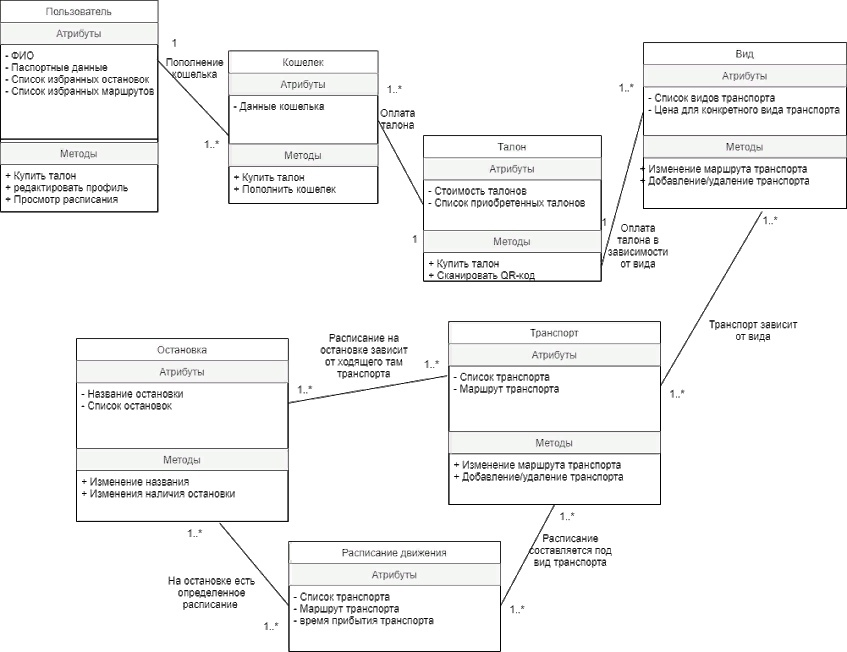 Пользователь
Атрибуты
- ФИО
- Паспортные данные
- Список избранных остановок
- Список избранных маршрутов
Методы
+ Купить талон
+ редактировать профиль
+ Просмотр расписания
1
Пополнение
кошелька
1..*
Кошелек
Атрибуты
- Данные кошелька
Методы
+ Купить талон
+ Пополнить кошелек
1..*
Оплата
талона
1
Талон
Атрибуты
- Стоимость талонов
- Список приобретенных талонов
Методы
+ Купить талон
+ Сканировать QR-код
1
Оплата
талона в
зависимости
от вида
1..*
Вид
Атрибуты
- Список видов транспорта
- Цена для конкретного вида транспорта
Методы
+ Изменение маршрута транспорта
+ Добавление/удаление транспорта
1..*
Транспорт зависит
от вида
1..*
Остановка
Атрибуты
- Название остановки
- Список остановок
Методы
+ Изменение названия
+ Изменения наличия остановки
Расписание на
остановке зависит
от ходящего там
транспорта
1..*
1..*
Транспорт
Атрибуты
- Список транспорта
- Маршрут транспорта
Методы
+ Изменение маршрута транспорта
+ Добавление/удаление транспорта
1..*
На остановке есть
определенное
расписание
1..*
Расписание движения
Атрибуты
- Список транспорта
- Маршрут транспорта
- время прибытия транспорта
1..*
Расписание
составляется под
вид транспорта
1..*